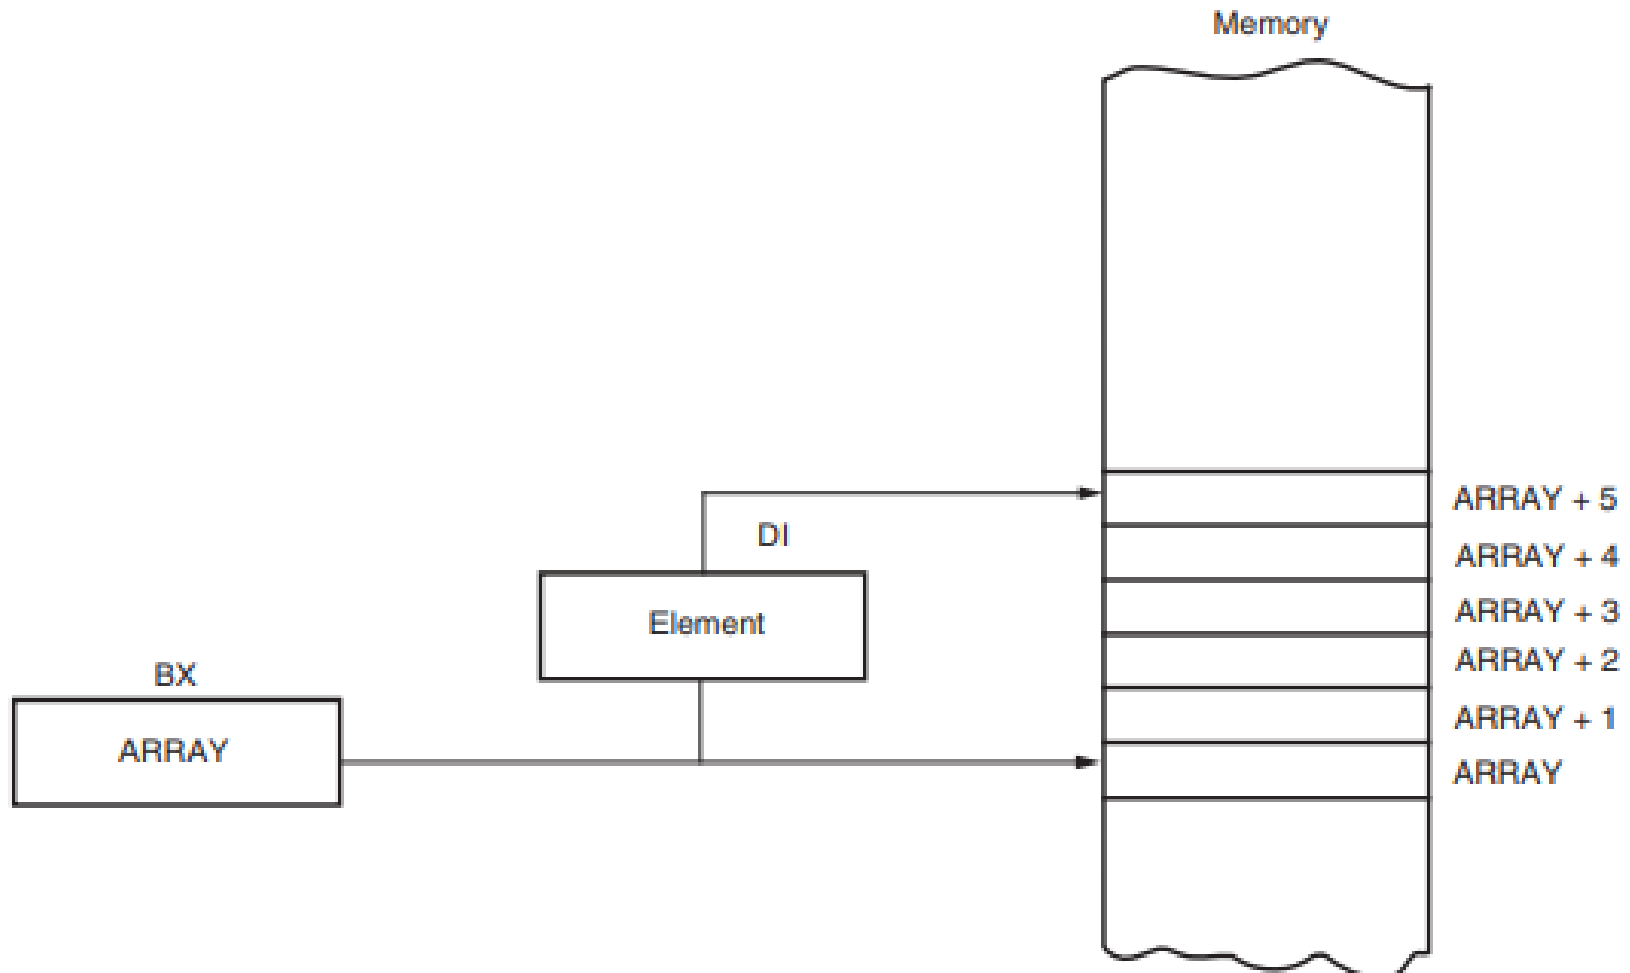 Memory
ARRAY + 5
DI
ARRAY + 4
Element
ARRAY + 3
BX
ARRAY + 2
ARRAY + 1
ARRAY
ARRAY